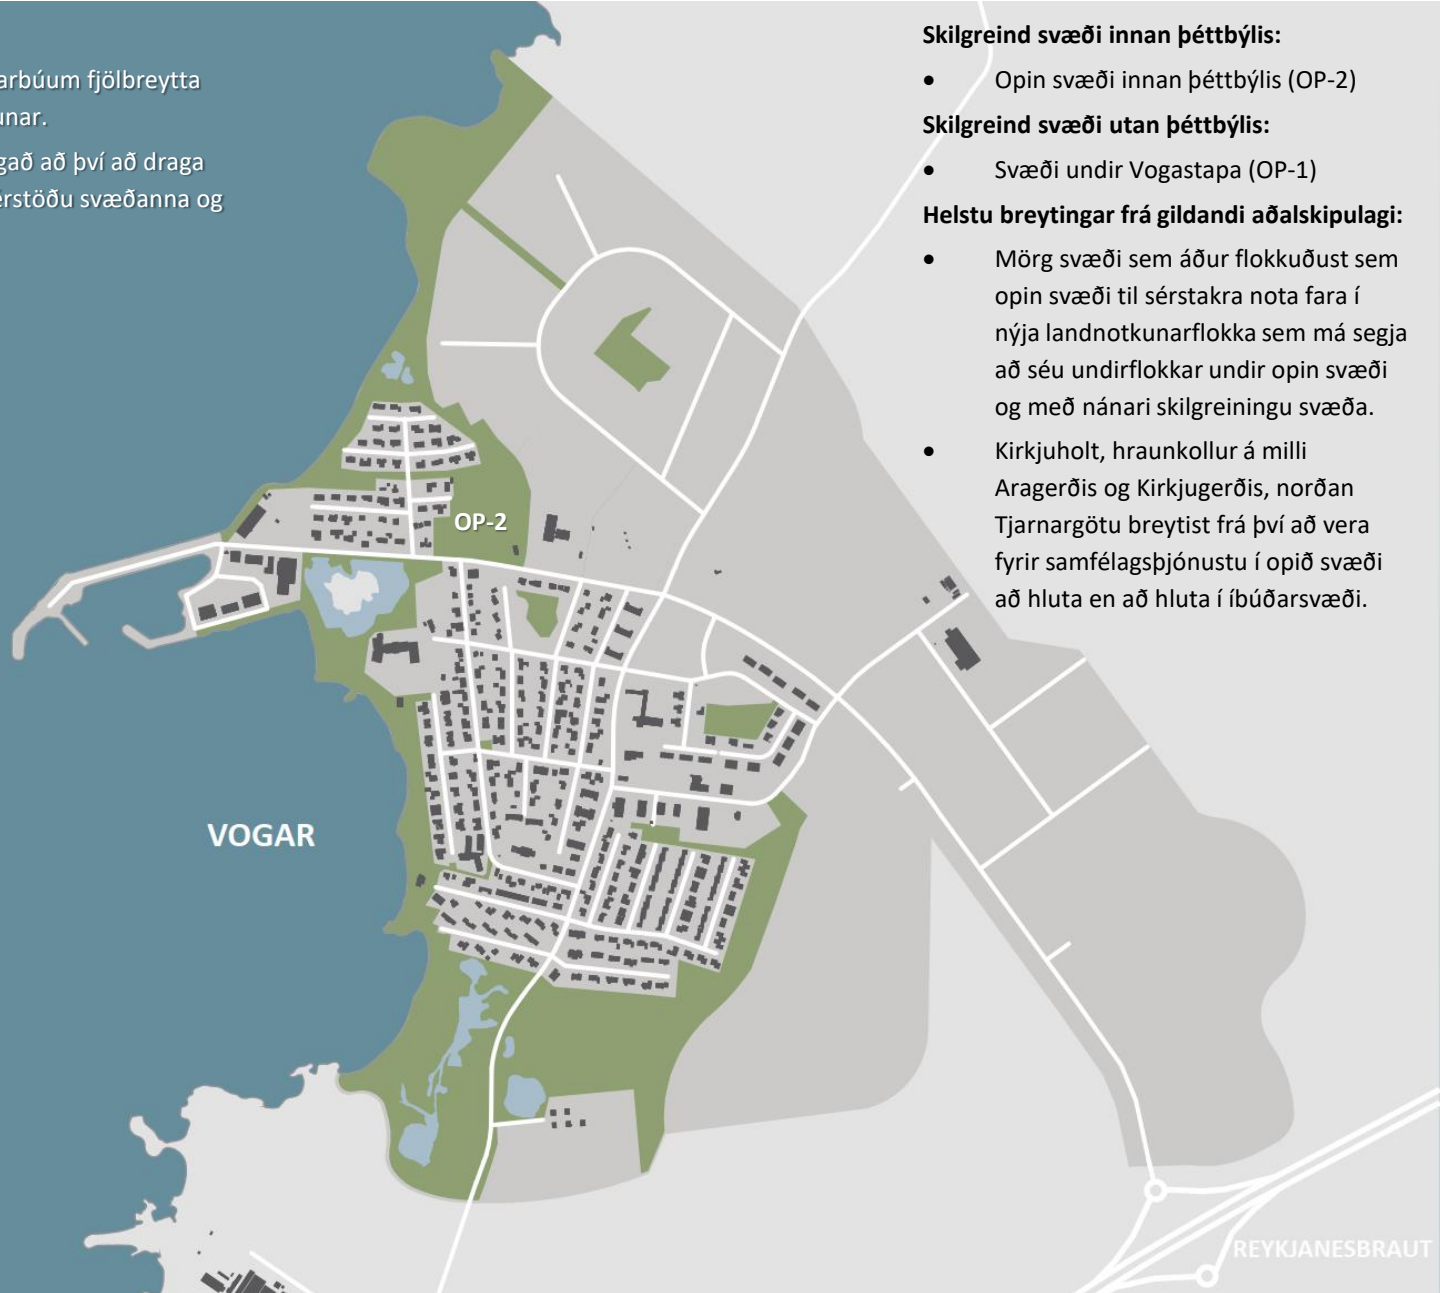 arbúum fjölbreytta
unar.
gað að því að draga
érstöðu svæðanna og
Skilgreind svæði innan þéttbýlis:
• Opin svæði innan þéttbýlis (OP-2)
Skilgreind svæði utan þéttbýlis:
• Svæði undir Vogastapa (OP-1)
Helstu breytingar frá gildandi aðalskipulagi:
• Mörg svæði sem áður flokkuðust sem
opin svæði til sérstakra nota fara í
nýja landnotkunarflokka sem má segja
að séu undirflokkar undir opin svæði
og með nánari skilgreiningu svæða.
• Kirkjuholt, hraunkollur á milli
Aragerðis og Kirkjugerðis, norðan
Tjarnargötu breytist frá því að vera
fyrir samfélagsþjónustu í opið svæði
að hluta en að hluta í íbúðarsvæði.
OP-2
VOGAR
REYKJANESBRAUT